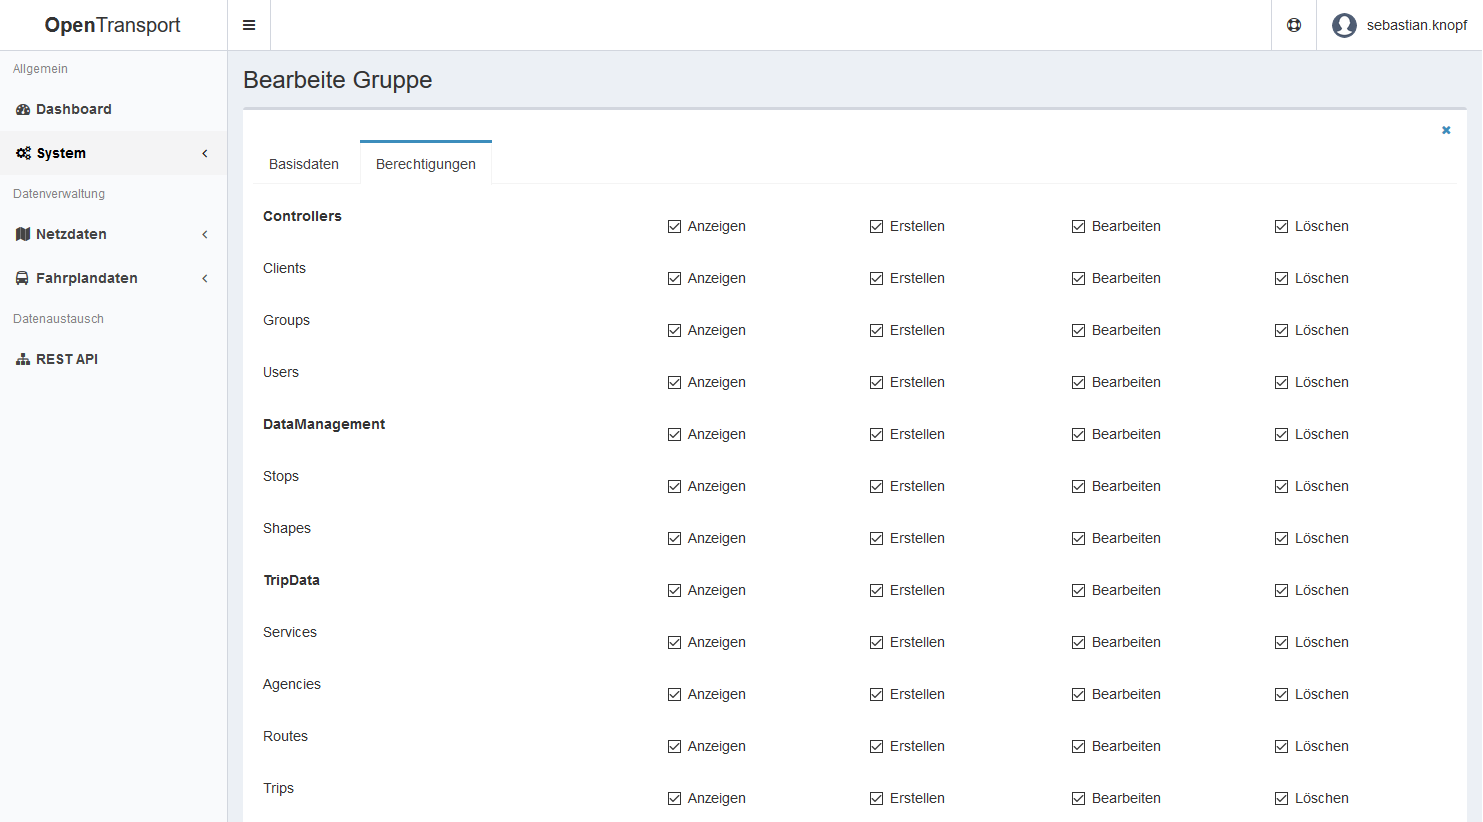 OpenTransport
sebastian.knopf
Allgemein
Dashboard
System
Datenverwaltung
Netzdaten
Fahrplandaten
Datenaustausch
REST API
Bearbeite Gruppe
Basisdaten Berechtigungen
Controllers Anzeigen Erstellen Bearbeiten Löschen
Clients Anzeigen Erstellen Bearbeiten Löschen
Groups Anzeigen Erstellen Bearbeiten Löschen
Users Anzeigen Erstellen Bearbeiten Löschen
DataManagement Anzeigen Erstellen Bearbeiten Löschen
Stops Anzeigen Erstellen Bearbeiten Löschen
Shapes Anzeigen Erstellen Bearbeiten Löschen
TripData Anzeigen Erstellen Bearbeiten Löschen
Services Anzeigen Erstellen Bearbeiten Löschen
Agencies Anzeigen Erstellen Bearbeiten Löschen
Routes Anzeigen Erstellen Bearbeiten Löschen
Trips Anzeigen Erstellen Bearbeiten Löschen